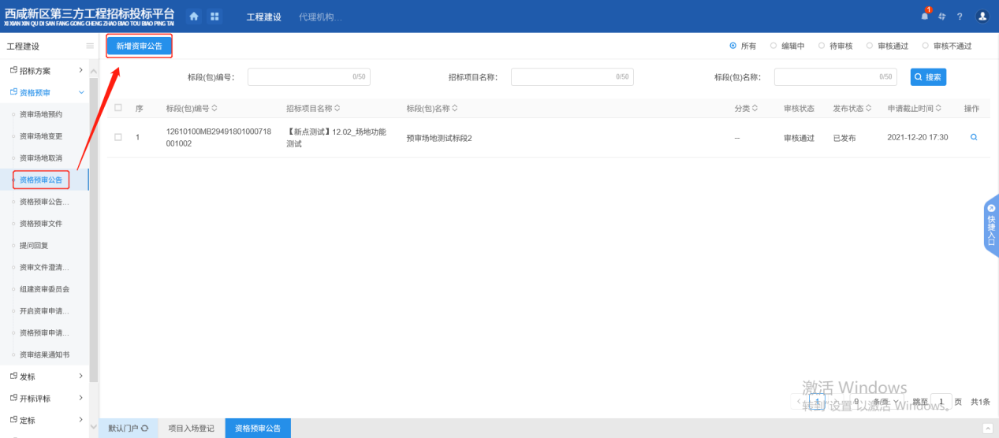 西咸新区第三方工程招标投标平台
XI XIAN XIN QU DI SAN FANG GONG CHENG ZHAO BIAO TOU BIAO PING TAI
工程建设
代理机构...
1
?
工程建设
新增资审公告
所有
编辑中
待审核
审核通过
审核不通过
招标方案
标段(包)编号：
0/50
招标项目名称：
0/50
标段(包)名称：
0/50
搜索
资格预审
序
标段(包)编号
招标项目名称
标段(包)名称
分类
审核状态
发布状态
申请截止时间
操作
1
12610100MB29491801000718
001002
【新点测试】12.02_场地功能
测试
预审场地测试标段2
--
审核通过
已发布
2021-12-20 17:30
资审场地预约
资审场地变更
资审场地取消
资格预审公告
资格预审公告...
资格预审文件
提问回复
资审文件澄清...
组建资审委员会
开启资审申请...
资格预审申请...
资审结果通知书
发标
开标评标
定标
快捷入口
激活 Windows
转到"设置"以激活 Windows。
1
条/页
跳至
1
页
共1条
默认门户
项目入场登记
资格预审公告